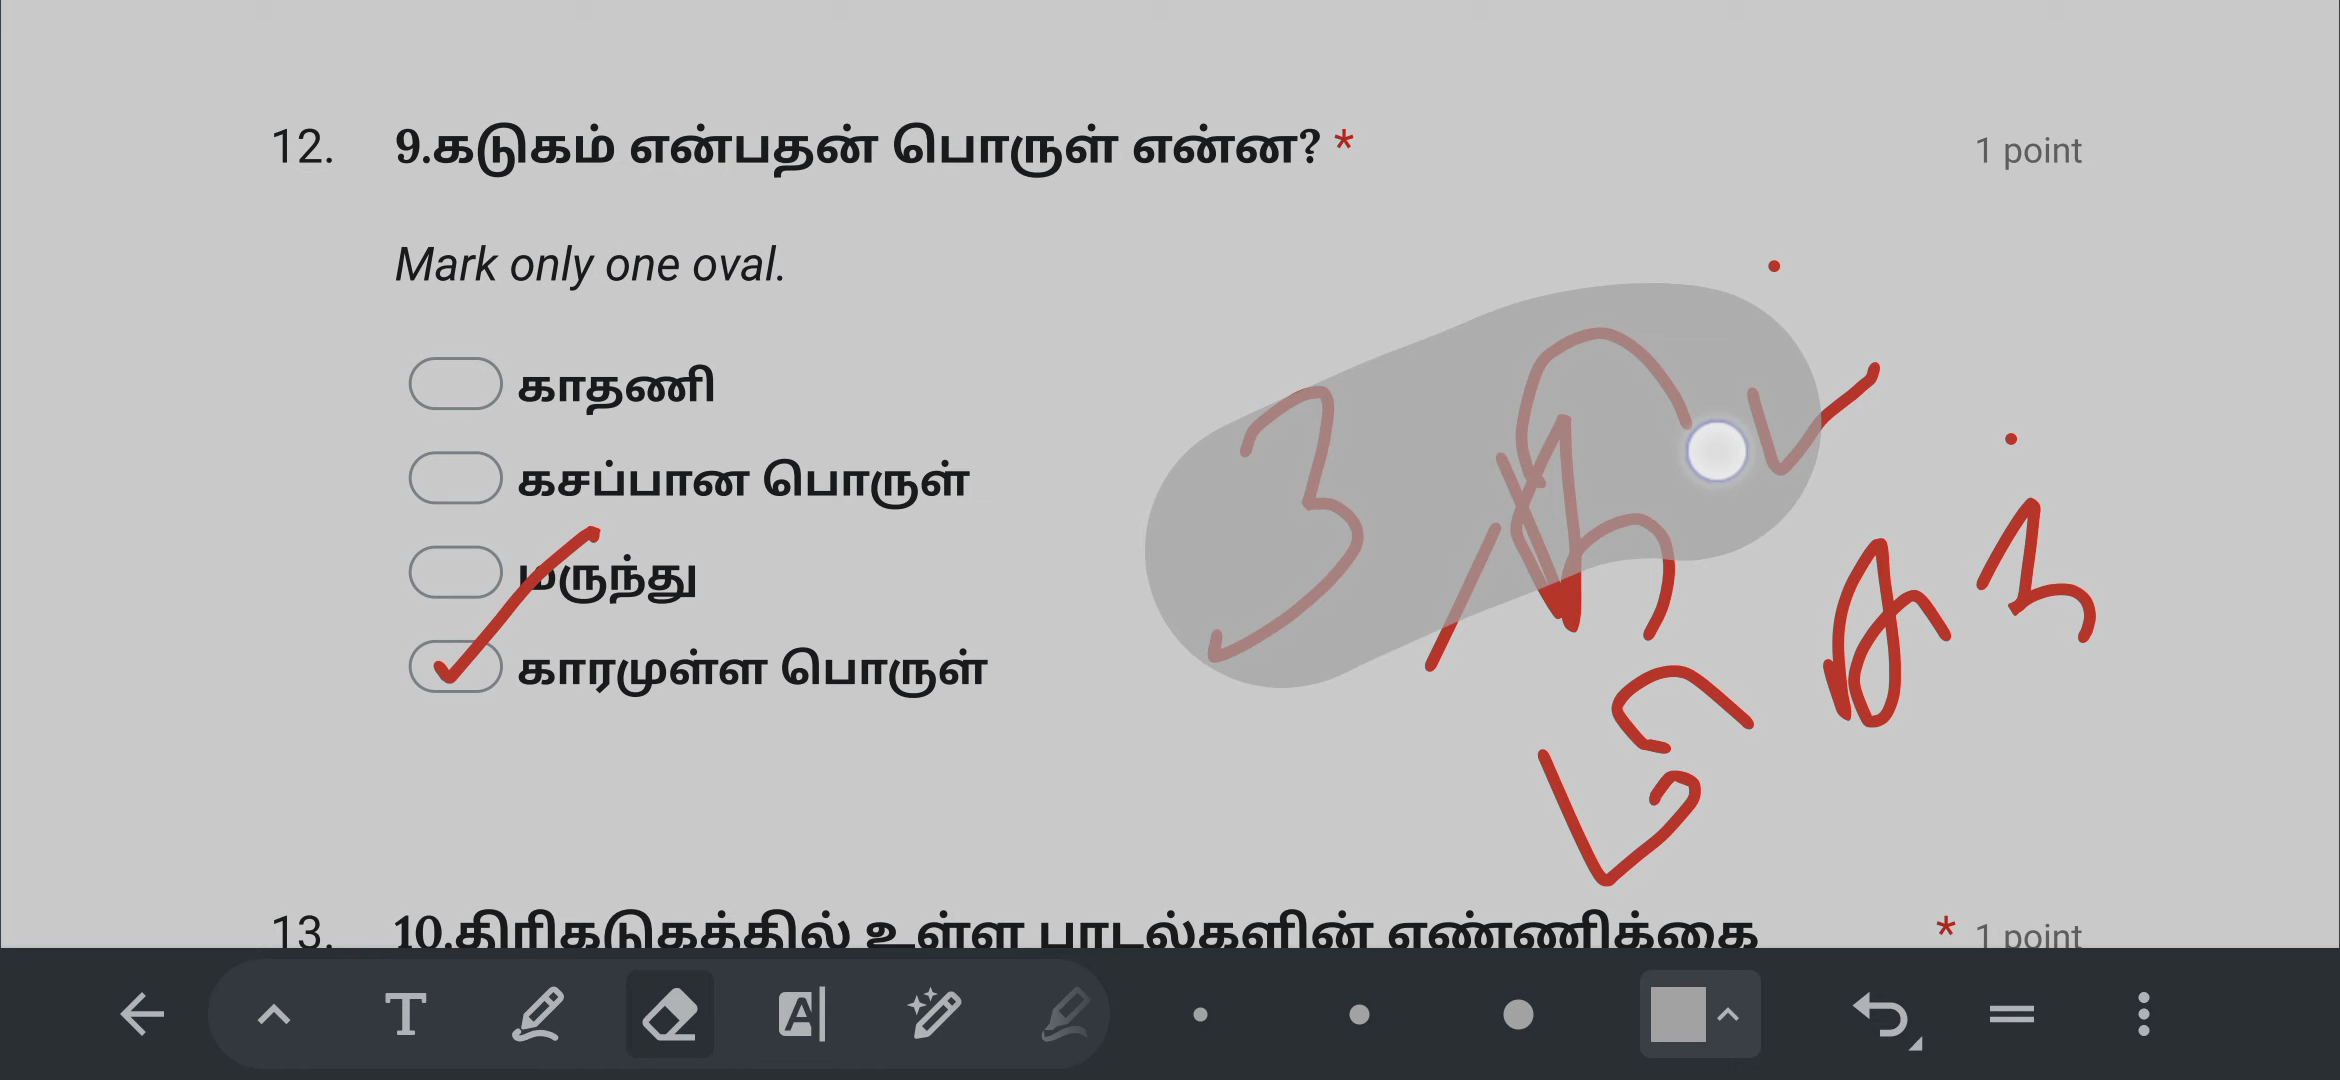 12. 9.கடுகம் என்பதன் பொருள் என்ன? * 1 point
Mark only one oval.
காதணி
கசப்பான பொருள்
மருந்து
காரமுள்ள பொருள்
3
13. 10.திரிகடுகத்தில் உள்ள பாடல்களின் எண்ணிக்கை * 1 point